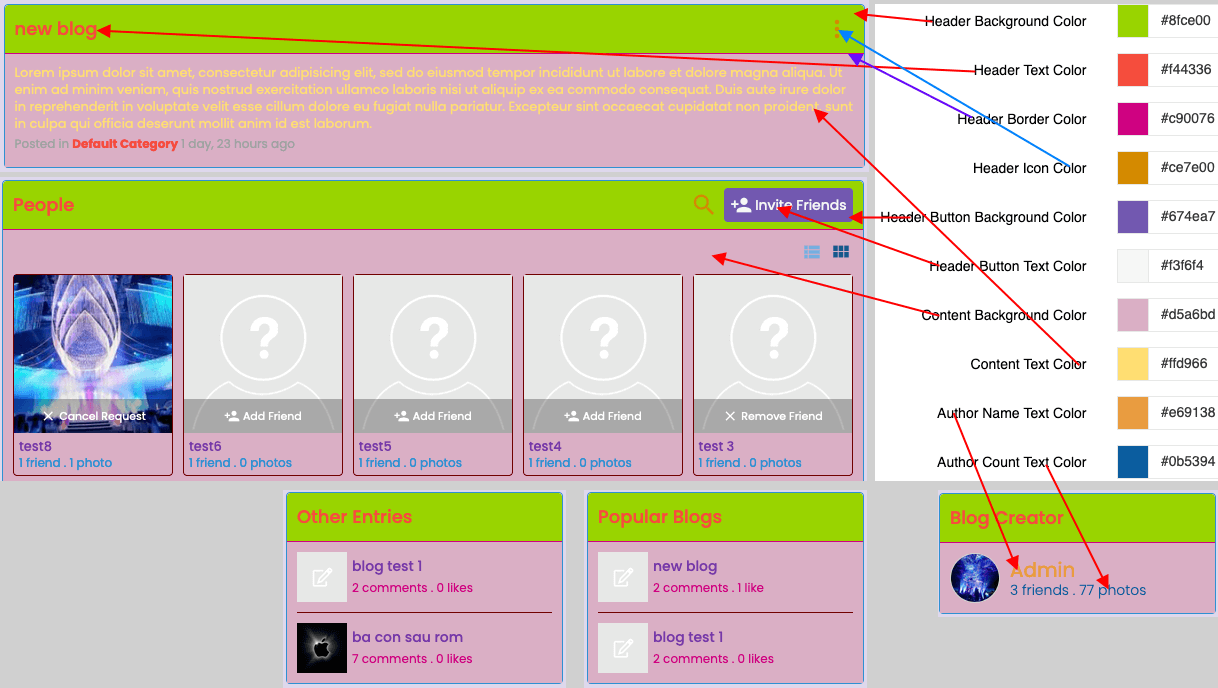 new blog
Lorem ipsum dolor sit amet, consectetur adipisicing elit, sed do eiusmod tempor incididunt ut labore et dolore magna aliqua. Ut
enim ad minim veniam, quis nostrud exercitation ullamco laboris nisi ut aliquip ex ea commodo consequat. Duis aute irure dolor
in reprehenderit in voluptate velit esse cillum dolore eu fugiat nulla pariatur. Excepteur sint occaecat cupidatat non proident, sunt
in culpa qui officia deserunt mollit anim id est laborum.
Posted in Default Category 1 day, 23 hours ago
People
Invite Friends
Cancel Request
Add Friend
Add Friend
Add Friend
Remove Friend
test8
1 friend . 1 photo
test6
1 friend . 0 photos
test5
1 friend . 0 photos
test4
1 friend . 0 photos
test 3
1 friend . 0 photos
Header Background Color #8fce00
Header Text Color #f44336
Header Border Color #c90076
Header Icon Color #ce7e00
Header Button Background Color #674ea7
Header Button Text Color #f3f6f4
Content Background Color #d5a6bd
Content Text Color #ffd966
Author Name Text Color #e69138
Author Count Text Color #0b5394
Other Entries
blog test 1
2 comments . 0 likes
ba con sau rom
7 comments . 0 likes
Popular Blogs
new blog
2 comments . 1 like
blog test 1
2 comments . 0 likes
Blog Creator
Admin
3 friends . 77 photos